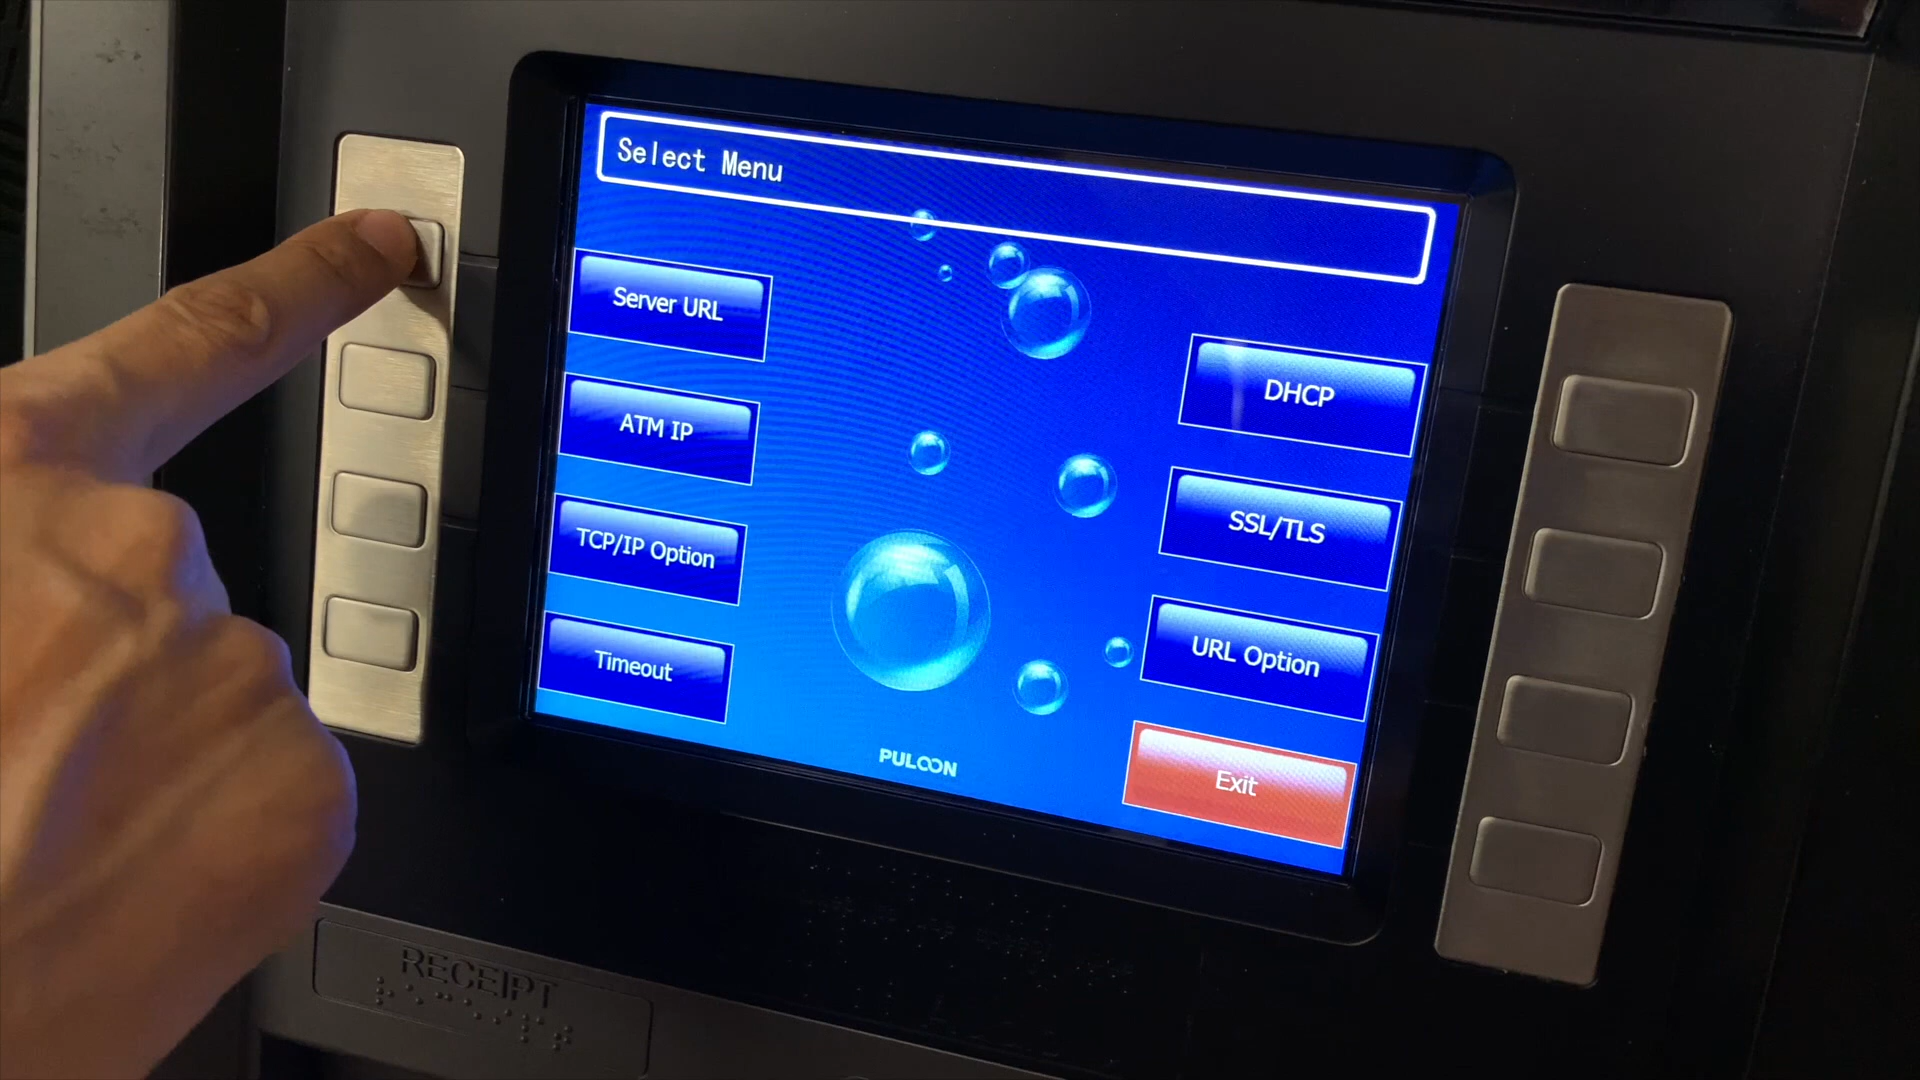 Select Menu
Server URL
ATM IP
TCP/IP Option
Timeout
DHCP
SSL/TLS
URL Option
Exit
PULOON
RECEIPT